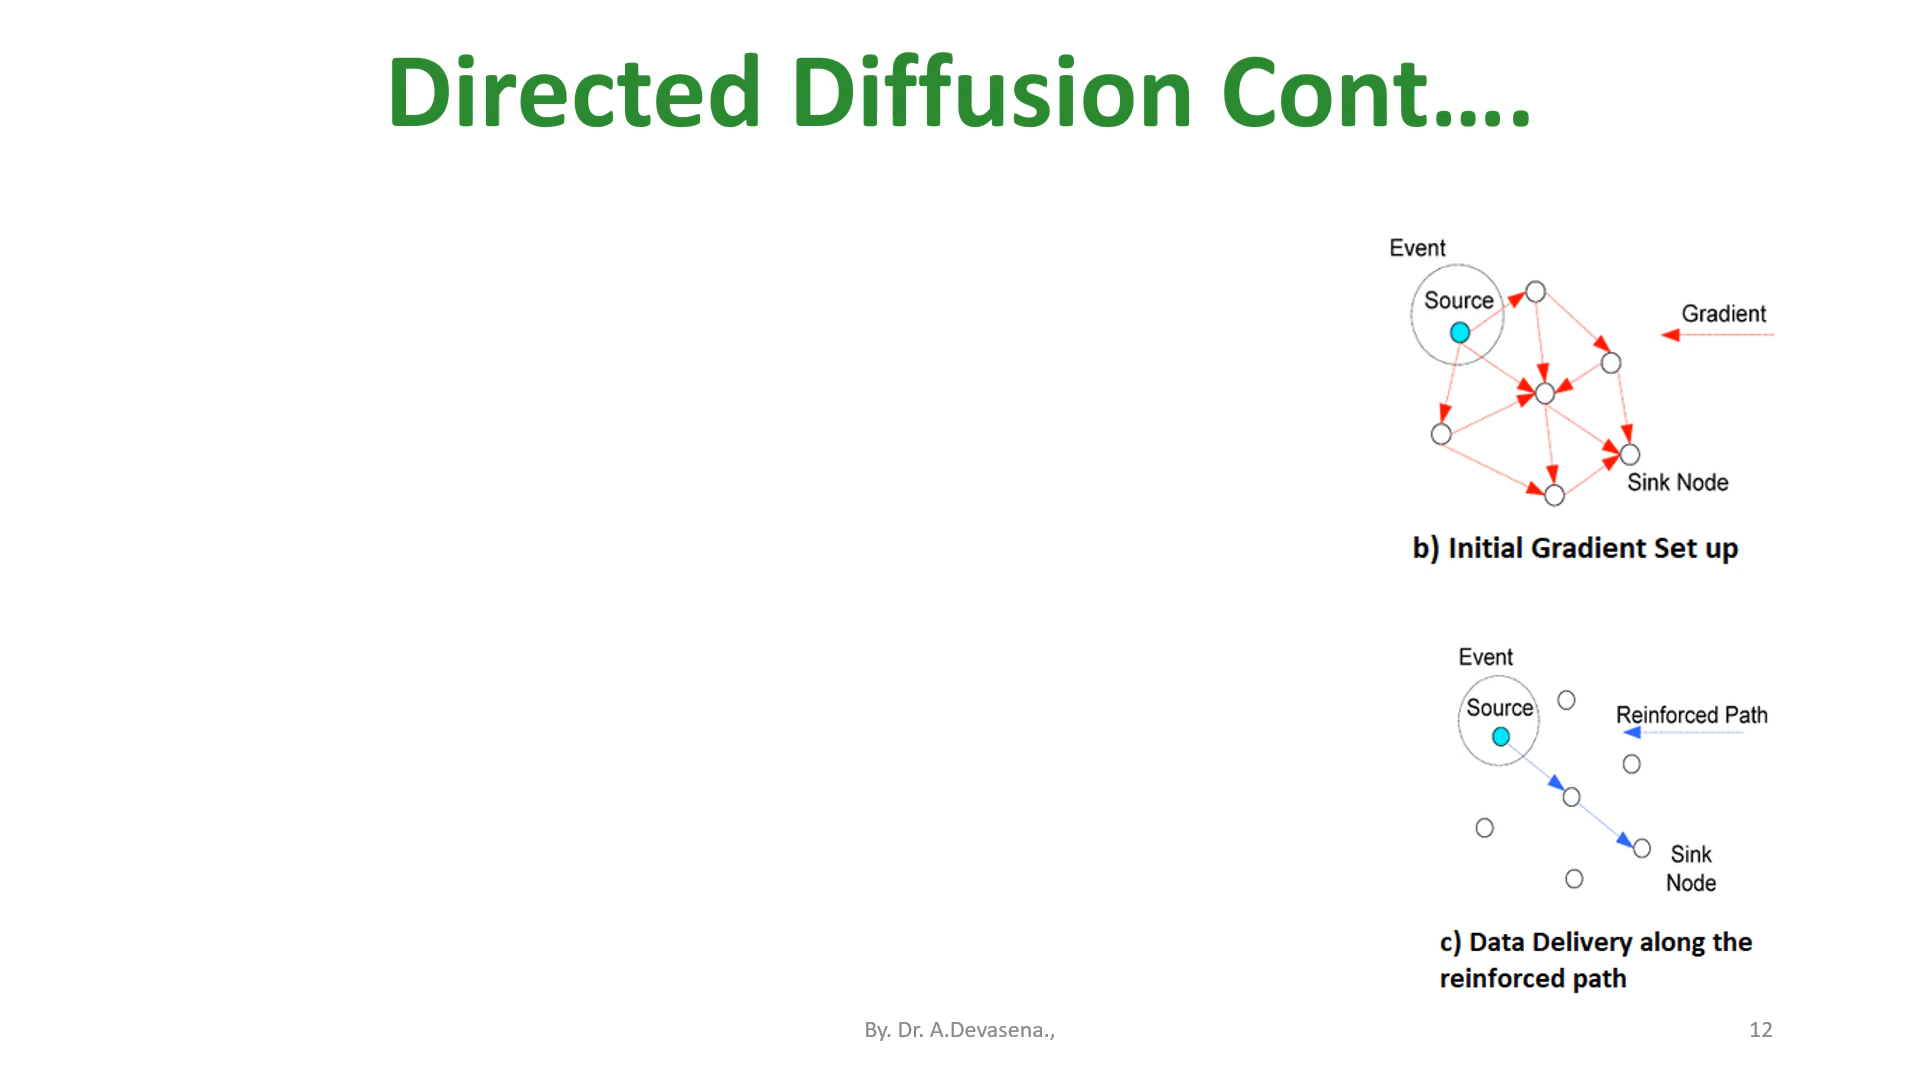 Directed Diffusion Cont....
Event
Source
Gradient
Sink Node
b) Initial Gradient Set up
Event
Source
Reinforced Path
Sink
Node
c) Data Delivery along the
reinforced path
By. Dr. A.Devasena.,
12